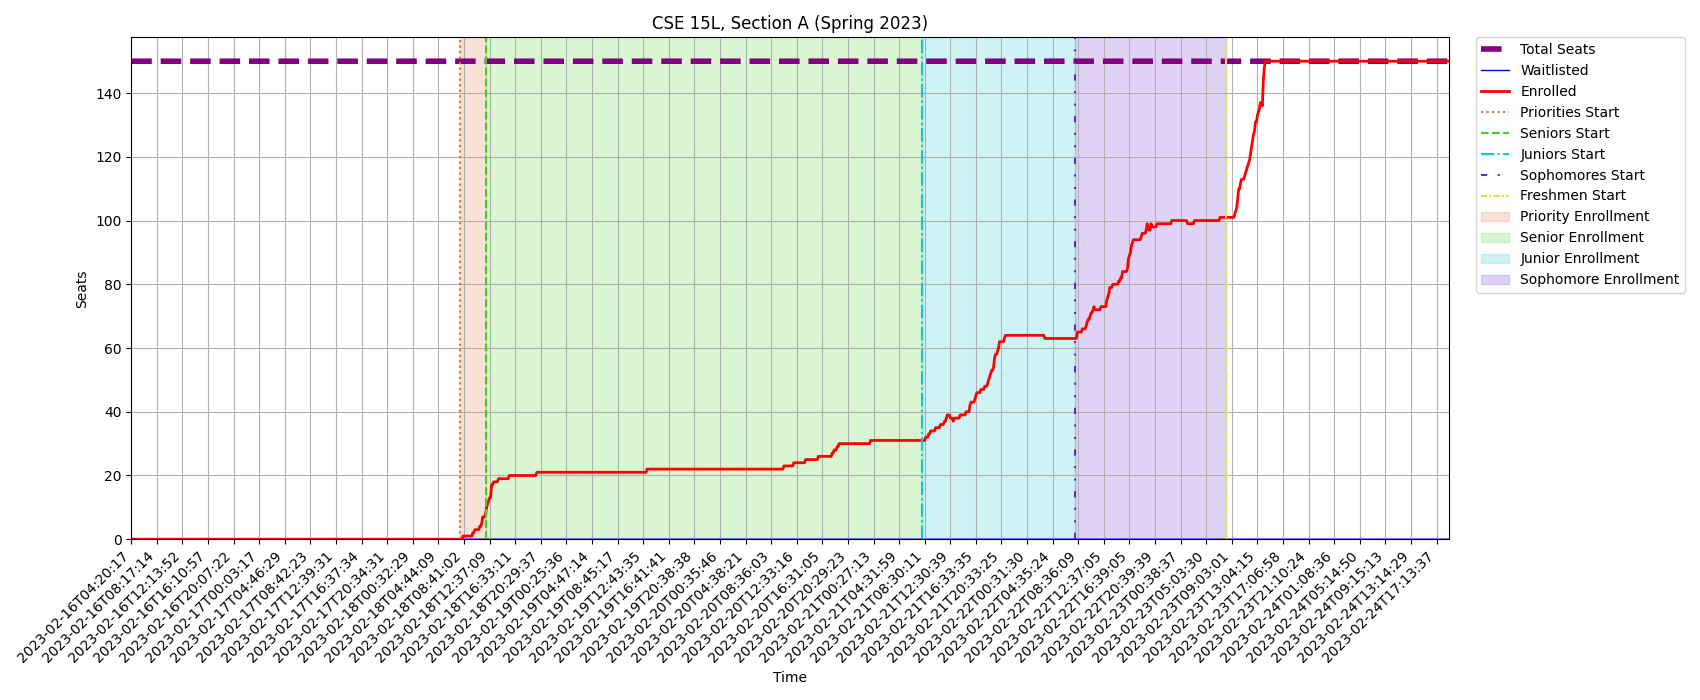 CSE 15L, Section A (Spring 2023)
Total Seats
Waitlisted
Enrolled
Priorities Start
Seniors Start
Juniors Start
Sophomores Start
Freshmen Start
Priority Enrollment
Senior Enrollment
Junior Enrollment
Sophomore Enrollment
Seats
140
120
100
80
60
40
20
0
2023-02-16T04:20:17
2023-02-16T08:17:14
2023-02-16T12:13:52
2023-02-16T16:10:57
2023-02-16T20:07:22
2023-02-17T00:03:17
2023-02-17T04:46:29
2023-02-17T08:42:23
2023-02-17T12:39:31
2023-02-17T16:37:34
2023-02-17T20:34:31
2023-02-18T00:32:29
2023-02-18T04:44:09
2023-02-18T08:41:02
2023-02-18T12:37:09
2023-02-18T16:33:11
2023-02-18T20:29:37
2023-02-19T00:25:36
2023-02-19T04:47:14
2023-02-19T08:45:17
2023-02-19T12:43:35
2023-02-19T16:41:41
2023-02-19T20:38:38
2023-02-20T00:35:46
2023-02-20T04:38:21
2023-02-20T08:36:03
2023-02-20T12:33:16
2023-02-20T16:31:05
2023-02-20T20:29:23
2023-02-21T00:27:13
2023-02-21T04:31:59
2023-02-21T08:30:11
2023-02-21T12:30:39
2023-02-21T16:33:35
2023-02-21T20:33:25
2023-02-22T00:31:30
2023-02-22T04:35:24
2023-02-22T08:36:09
2023-02-22T12:37:05
2023-02-22T16:39:05
2023-02-22T20:39:39
2023-02-23T00:38:37
2023-02-23T05:03:30
2023-02-23T09:03:01
2023-02-23T13:04:15
2023-02-23T17:06:58
2023-02-23T21:10:24
2023-02-24T01:08:36
2023-02-24T05:14:50
2023-02-24T09:15:13
2023-02-24T13:14:29
2023-02-24T17:13:37
Time